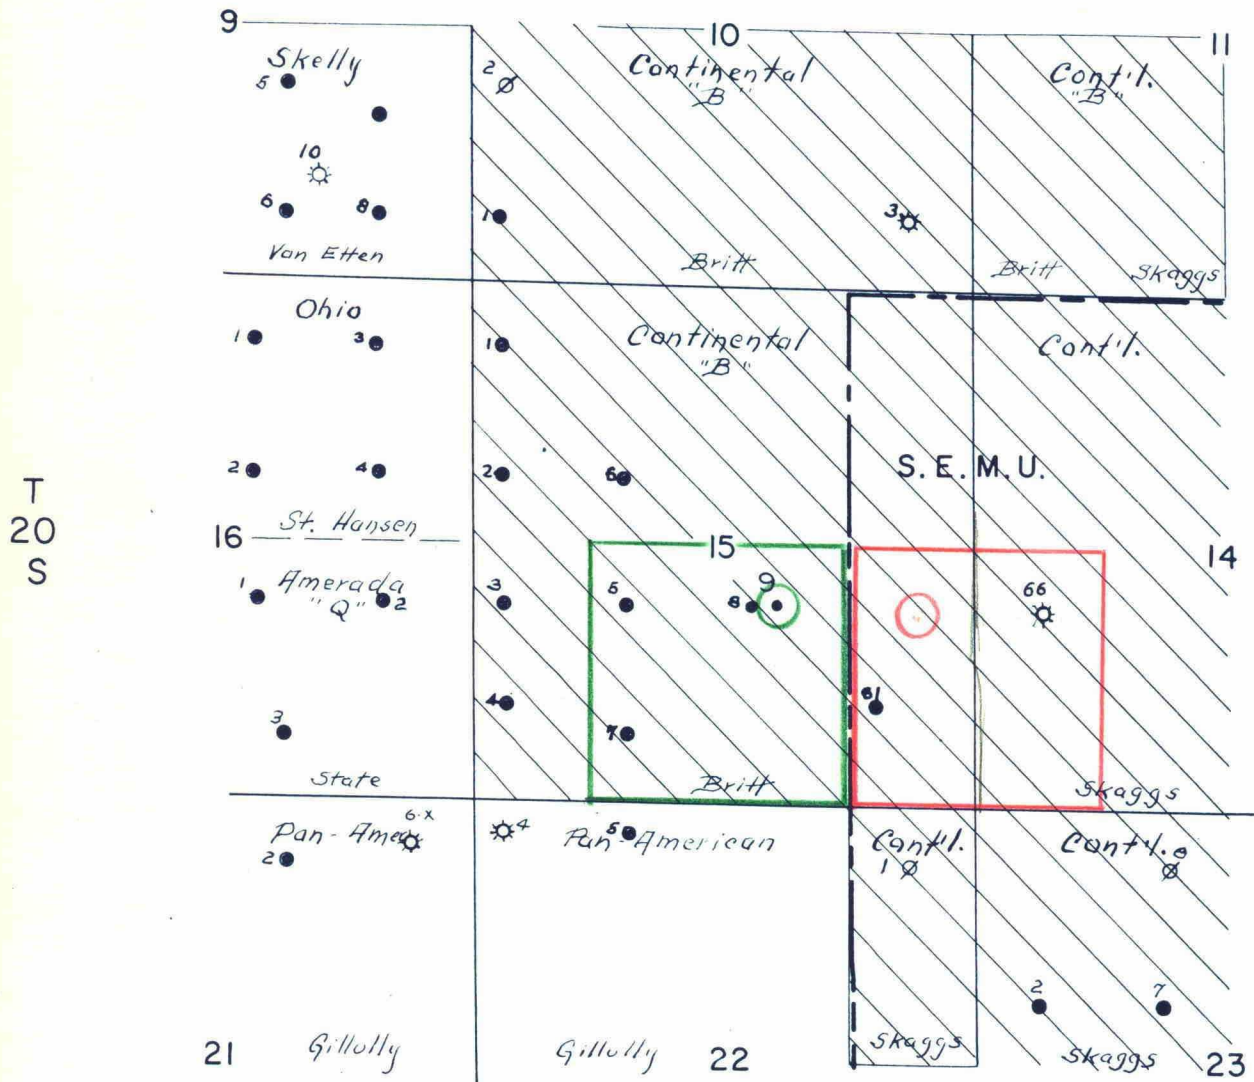 9
10
11
Skelly
5
2
Continental
"B"
Cont'l.
"B"
10
6
8
1
3
Van Etten
Britt
Britt
Skaggs
Ohio
1
3
1
Continental
"B"
Cont'l.
2
4
2
6
S.E.M.U.
T
20
S
St. Hansen
16
15
14
1
Amerada
"Q"
2
3
5
8
9
66
4
61
3
7
State
Britt
Skaggs
Pan-Amer
6-X
4
5
Pan-American
Cont'l.
Cont'l.
2
1
2
7
21
Gillully
Gillully
22
Skaggs
Skaggs
23